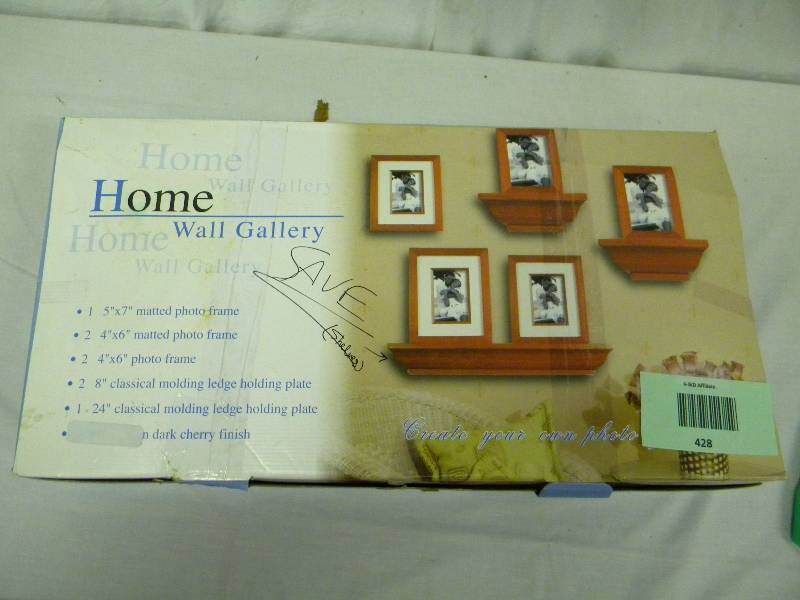 Home
Wall Gallery
Home
Wall Gallery
Home
Wall Gallery
SAVE
(Shelves)
• 1 5"x7" matted photo frame
• 2 4"x6" matted photo frame
• 2 4"x6" photo frame
• 2 8" classical molding ledge holding plate
• 1 - 24" classical molding ledge holding plate
• n dark cherry finish
Create your own photo
428